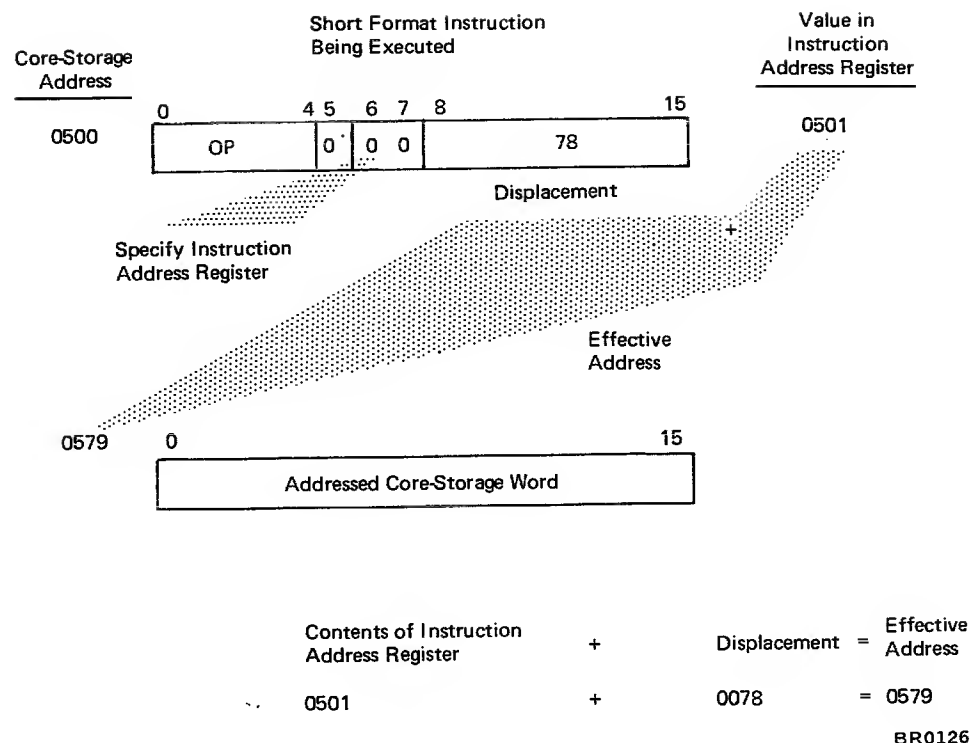 Short Format Instruction
Being Executed
Value in
Instruction
Address Register
Core-Storage
Address
0 4 5 6 7 8 15
0500 OP 0 0 0 78 0501
Displacement
+
Specify Instruction
Address Register
Effective
Address
0579 0 15
Addressed Core-Storage Word
Contents of Instruction
Address Register + Displacement = Effective
Address
0501 + 0078 = 0579
BR0126